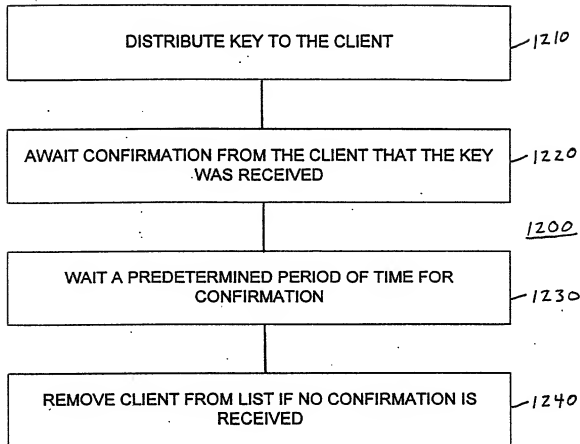 DISTRIBUTE KEY TO THE CLIENT
1210
AWAIT CONFIRMATION FROM THE CLIENT THAT THE KEY
WAS RECEIVED
1220
1200
WAIT A PREDETERMINED PERIOD OF TIME FOR
CONFIRMATION
1230
REMOVE CLIENT FROM LIST IF NO CONFIRMATION IS
RECEIVED
1240